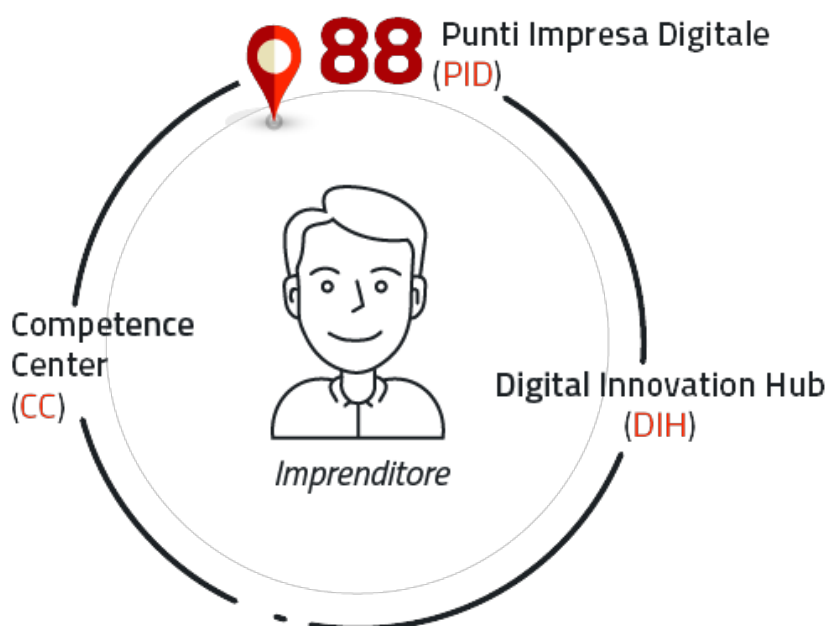 88 Punti Impresa Digitale
(PID)
Competence
Center
(CC)
Digital Innovation Hub
(DIH)
Imprenditore